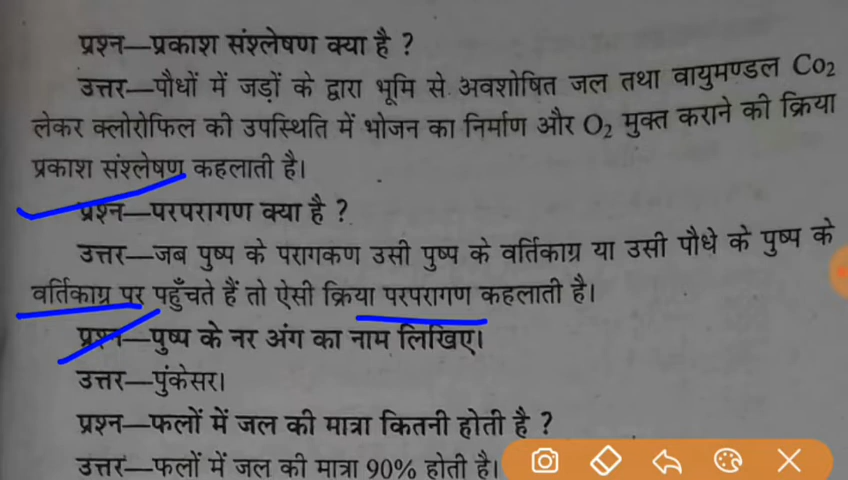 प्रश्न—प्रकाश संश्लेषण क्या है ?
उत्तर—पौधों में जड़ों के द्वारा भूमि से अवशोषित जल तथा वायुमण्डल Co₂
लेकर क्लोरोफिल की उपस्थिति में भोजन का निर्माण और O₂ मुक्त कराने की क्रिया
प्रकाश संश्लेषण कहलाती है।
प्रश्न—परपरागण क्या है ?
उत्तर—जब पुष्प के परागकण उसी पुष्प के वर्तिकाग्र या उसी पौधे के पुष्प के
वर्तिकाग्र पर पहुँचते हैं तो ऐसी क्रिया परपरागण कहलाती है।
प्रश्न—पुष्प के नर अंग का नाम लिखिए।
उत्तर—पुंकेसर।
प्रश्न—फलों में जल की मात्रा कितनी होती है ?
उत्तर—फलों में जल की मात्रा 90% होती है।